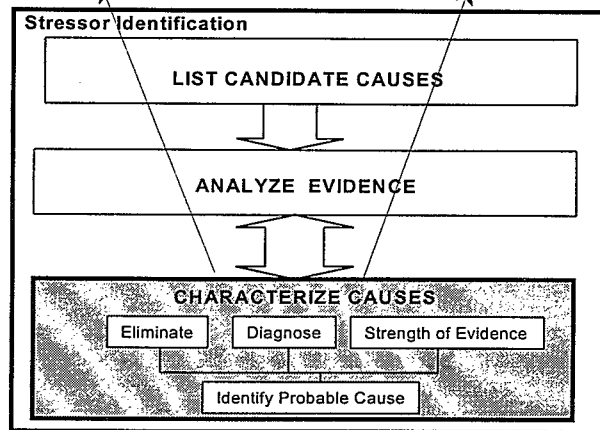 Stressor Identification
LIST CANDIDATE CAUSES
ANALYZE EVIDENCE
CHARACTERIZE CAUSES
Eliminate
Diagnose
Strength of Evidence
Identify Probable Cause